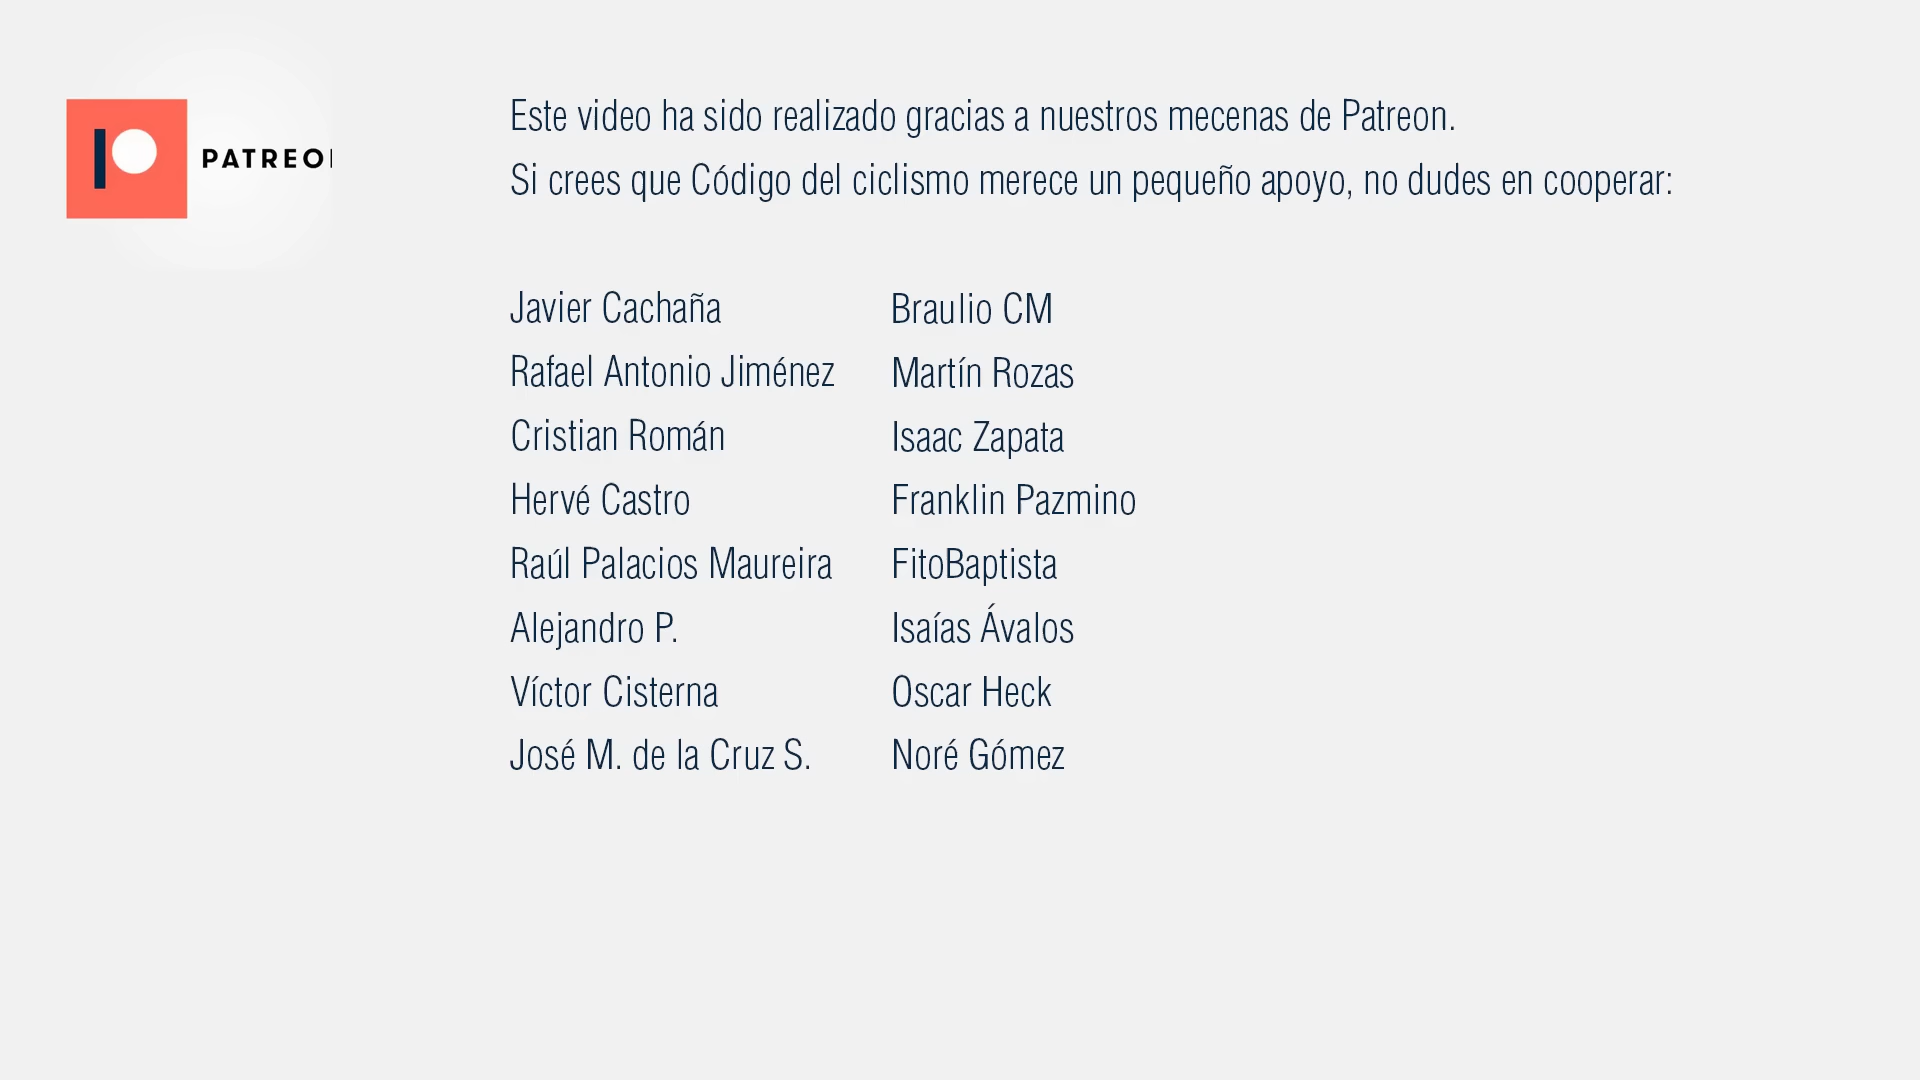 PATREON
Este video ha sido realizado gracias a nuestros mecenas de Patreon.
Si crees que Código del ciclismo merece un pequeño apoyo, no dudes en cooperar:
Javier Cachaña
Rafael Antonio Jiménez
Cristian Román
Hervé Castro
Raúl Palacios Maureira
Alejandro P.
Víctor Cisterna
José M. de la Cruz S.
Braulio CM
Martín Rozas
Isaac Zapata
Franklin Pazmino
FitoBaptista
Isaías Ávalos
Oscar Heck
Noré Gómez